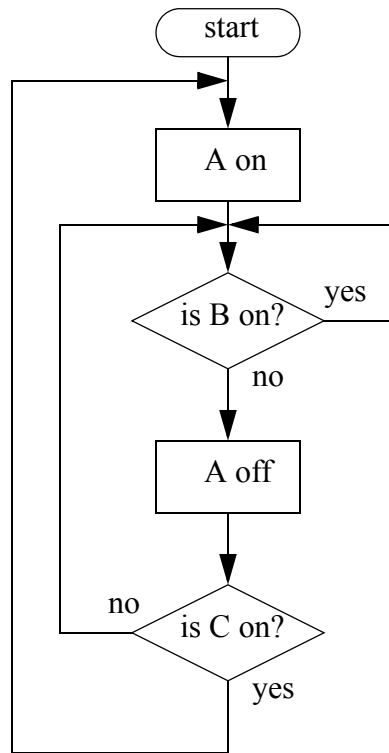 start
A on
is B on?
yes
no
A off
no
is C on?
yes